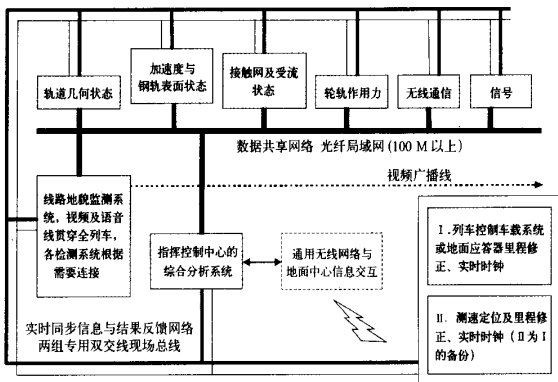 轨道几何状态
加速度与
钢轨表面状态
接触网及受流
状态
轮轨作用力
无线通信
信号
数据共享网络 光纤局域网(100 M以上)
视频广播线
线路地貌监测系
统，视频及语音
线贯穿全列车，
各检测系统根据
需要连接
指挥控制中心的
综合分析系统
通用无线网络与
地面中心信息交互
Ⅰ.列车控制车载系统
或地面应答器里程修
正、实时时钟
Ⅱ. 测速定位及里程修
正、实时时钟（Ⅱ为Ⅰ
的备份）
实时同步信息与结果反馈网络
两组专用双交线现场总线